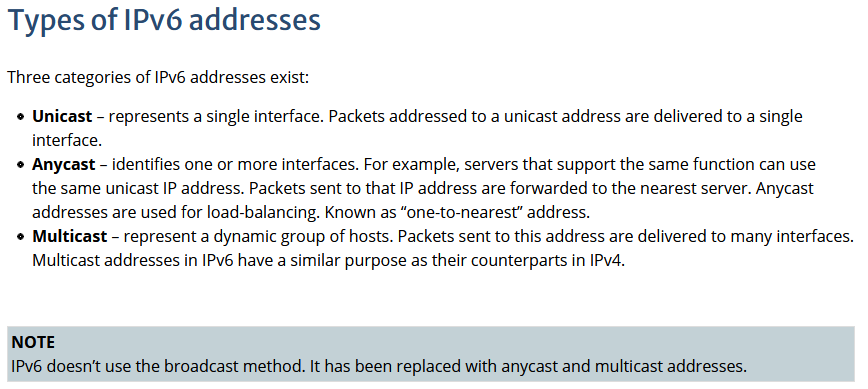 Types of IPv6 addresses
Three categories of IPv6 addresses exist:
• Unicast – represents a single interface. Packets addressed to a unicast address are delivered to a single
interface.
• Anycast – identifies one or more interfaces. For example, servers that support the same function can use
the same unicast IP address. Packets sent to that IP address are forwarded to the nearest server. Anycast
addresses are used for load-balancing. Known as “one-to-nearest” address.
• Multicast – represent a dynamic group of hosts. Packets sent to this address are delivered to many interfaces.
Multicast addresses in IPv6 have a similar purpose as their counterparts in IPv4.
NOTE
IPv6 doesn’t use the broadcast method. It has been replaced with anycast and multicast addresses.